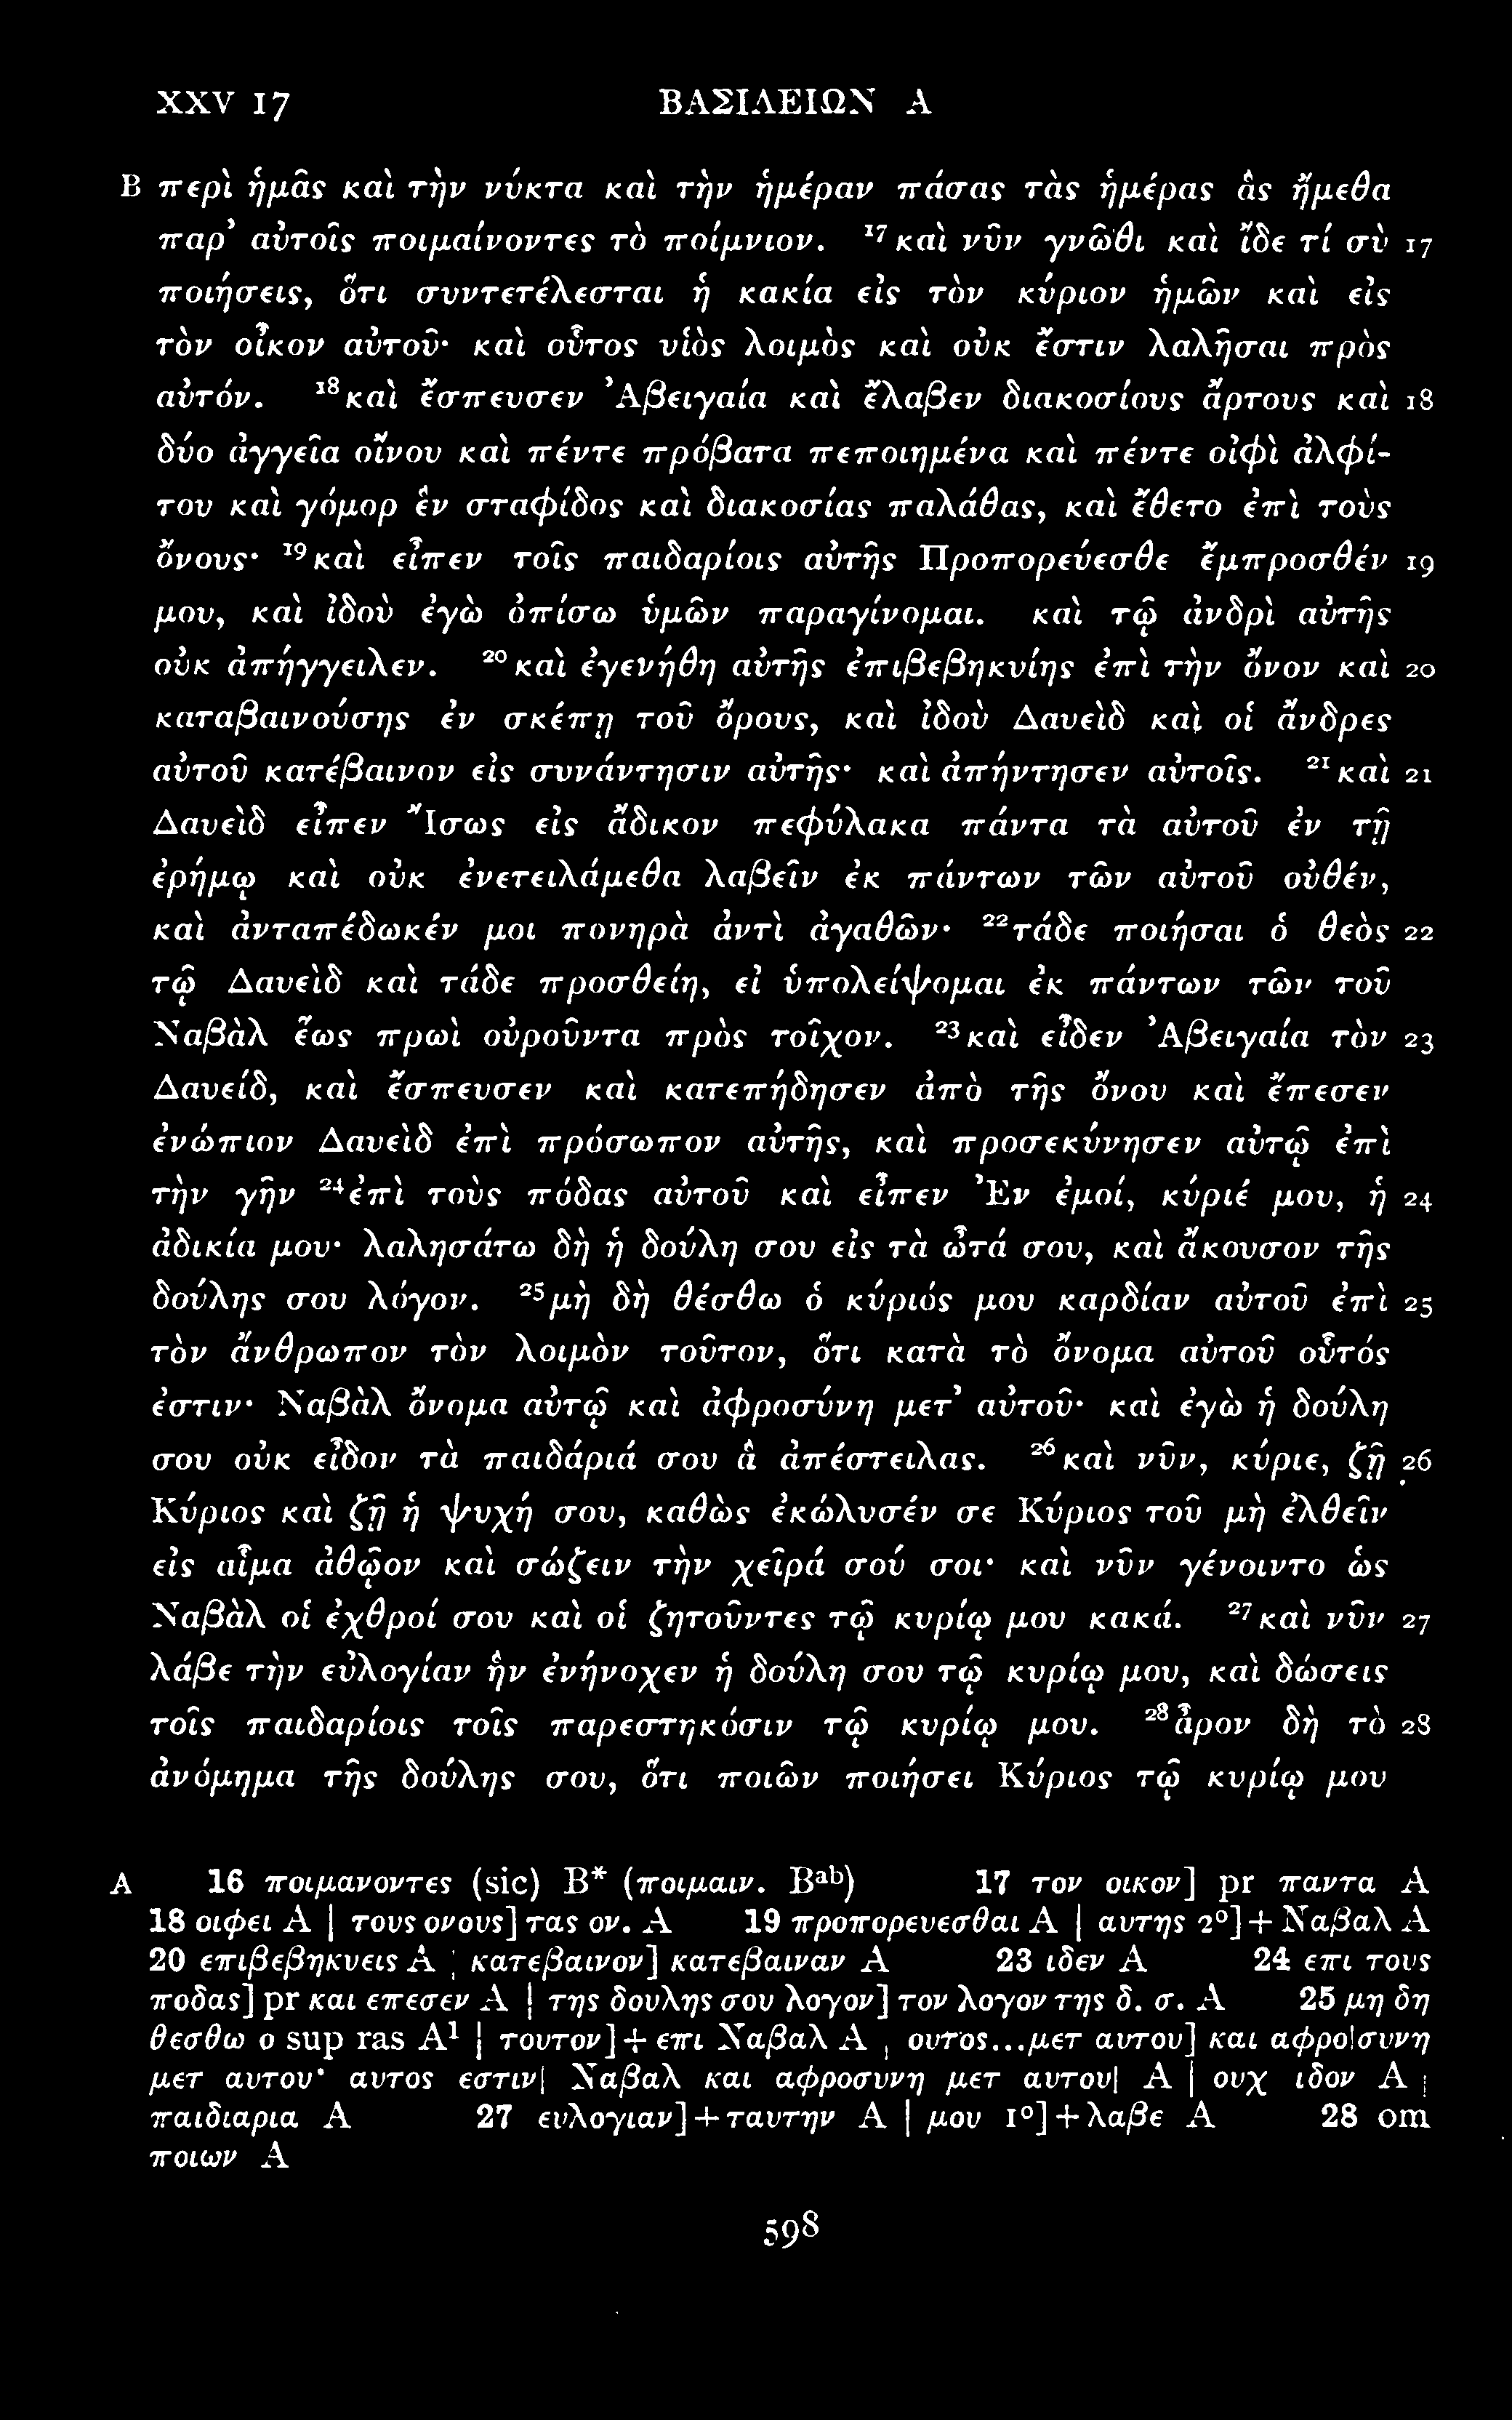 XXV 17 ΒΑΣΙΛΕΙΩΝ Α
B περὶ ἡμᾶς καὶ τὴν νύκτα καὶ τὴν ἡμέραν πάσας τὰς ἡμέρας ἃς ἤμεθα
παρ’ αὐτοῖς ποιμαίνοντες τὸ ποίμνιον. ¹⁷καὶ νῦν γνῶθι καὶ ἴδε τί σὺ 17
ποιήσεις, ὅτι συντετέλεσται ἡ κακία εἰς τὸν κύριον ἡμῶν καὶ εἰς
τὸν οἶκον αὐτοῦ· καὶ οὗτος υἱὸς λοιμὸς καὶ οὐκ ἔστιν λαλῆσαι πρὸς
αὐτόν. ¹⁸καὶ ἔσπευσεν Ἀβειγαία καὶ ἔλαβεν διακοσίους ἄρτους καὶ 18
δύο ἀγγεῖα οἴνου καὶ πέντε πρόβατα πεποιημένα καὶ πέντε οἰφὶ ἀλφί-
του καὶ γόμορ ἓν σταφίδος καὶ διακοσίας παλάθας, καὶ ἔθετο ἐπὶ τοὺς
ὄνους· ¹⁹καὶ εἶπεν τοῖς παιδαρίοις αὐτῆς Προπορεύεσθε ἔμπροσθέν 19
μου, καὶ ἰδοὺ ἐγὼ ὀπίσω ὑμῶν παραγίνομαι. καὶ τῷ ἀνδρὶ αὐτῆς
οὐκ ἀπήγγειλεν. ²⁰καὶ ἐγενήθη αὐτῆς ἐπιβεβηκυίης ἐπὶ τὴν ὄνον καὶ 20
καταβαινούσης ἐν σκέπῃ τοῦ ὄρους, καὶ ἰδοὺ Δαυεὶδ καὶ οἱ ἄνδρες
αὐτοῦ κατέβαινον εἰς συνάντησιν αὐτῆς· καὶ ἀπήντησεν αὐτοῖς. ²¹καὶ 21
Δαυεὶδ εἶπεν Ἴσως εἰς ἄδικον πεφύλακα πάντα τὰ αὐτοῦ ἐν τῇ
ἐρήμῳ καὶ οὐκ ἐνετειλάμεθα λαβεῖν ἐκ πάντων τῶν αὐτοῦ οὐθέν,
καὶ ἀνταπέδωκέν μοι πονηρὰ ἀντὶ ἀγαθῶν· ²²τάδε ποιήσαι ὁ θεὸς 22
τῷ Δαυεὶδ καὶ τάδε προσθείη, εἰ ὑπολείψομαι ἐκ πάντων τῶν τοῦ
Ναβὰλ ἕως πρωὶ οὐροῦντα πρὸς τοῖχον. ²³καὶ εἶδεν Ἀβειγαία τὸν 23
Δαυείδ, καὶ ἔσπευσεν καὶ κατεπήδησεν ἀπὸ τῆς ὄνου καὶ ἔπεσεν
ἐνώπιον Δαυεὶδ ἐπὶ πρόσωπον αὐτῆς, καὶ προσεκύνησεν αὐτῷ ἐπὶ
τὴν γῆν ²⁴ἐπὶ τοὺς πόδας αὐτοῦ καὶ εἶπεν Ἐν ἐμοί, κύριέ μου, ἡ 24
ἀδικία μου· λαλησάτω δὴ ἡ δούλη σου εἰς τὰ ὦτά σου, καὶ ἄκουσον τῆς
δούλης σου λόγον. ²⁵μὴ δὴ θέσθω ὁ κύριός μου καρδίαν αὐτοῦ ἐπὶ 25
τὸν ἄνθρωπον τὸν λοιμὸν τοῦτον, ὅτι κατὰ τὸ ὄνομα αὐτοῦ οὗτός
ἐστιν· Ναβὰλ ὄνομα αὐτῷ καὶ ἀφροσύνη μετ’ αὐτοῦ· καὶ ἐγὼ ἡ δούλη
σου οὐκ εἶδον τὰ παιδάριά σου ἃ ἀπέστειλας. ²⁶καὶ νῦν, κύριε, ζῇ 26
Κύριος καὶ ζῇ ἡ ψυχή σου, καθὼς ἐκώλυσέν σε Κύριος τοῦ μὴ ἐλθεῖν
εἰς αἷμα ἀθῷον καὶ σώζειν τὴν χεῖρά σού σοι· καὶ νῦν γένοιντο ὡς
Ναβὰλ οἱ ἐχθροί σου καὶ οἱ ζητοῦντες τῷ κυρίῳ μου κακά. ²⁷καὶ νῦν 27
λάβε τὴν εὐλογίαν ἣν ἐνήνοχεν ἡ δούλη σου τῷ κυρίῳ μου, καὶ δώσεις
τοῖς παιδαρίοις τοῖς παρεστηκόσιν τῷ κυρίῳ μου. ²⁸ἆρον δὴ τὸ 28
ἀνόμημα τῆς δούλης σου, ὅτι ποιῶν ποιήσει Κύριος τῷ κυρίῳ μου
A 16 ποιμανοντες (sic) B* (ποιμαιν. Bᵃᵇ) 17 τον οικον] pr παντα A
18 οιφει A | τους ονους] τας ον. A 19 προπορευεσθαι A | αυτης 2°] + Ναβαλ A
20 επιβεβηκυεις A | κατεβαινον] κατεβαιναν A 23 ιδεν A 24 επι τους
ποδας] pr και επεσεν A | της δουλης σου λογον] τον λογον της δ. σ. A 25 μη δη
θεσθω ο sup ras A¹ | τουτον] + επι Ναβαλ A | ουτος...μετ αυτου] και αφρο|συνη
μετ αυτου· αυτος εστιν| Ναβαλ και αφροσυνη μετ αυτου| A | ουχ ιδον A |
παιδιαρια A 27 ευλογιαν] + ταυτην A | μου 1°] + λαβε A 28 om
ποιων A
598